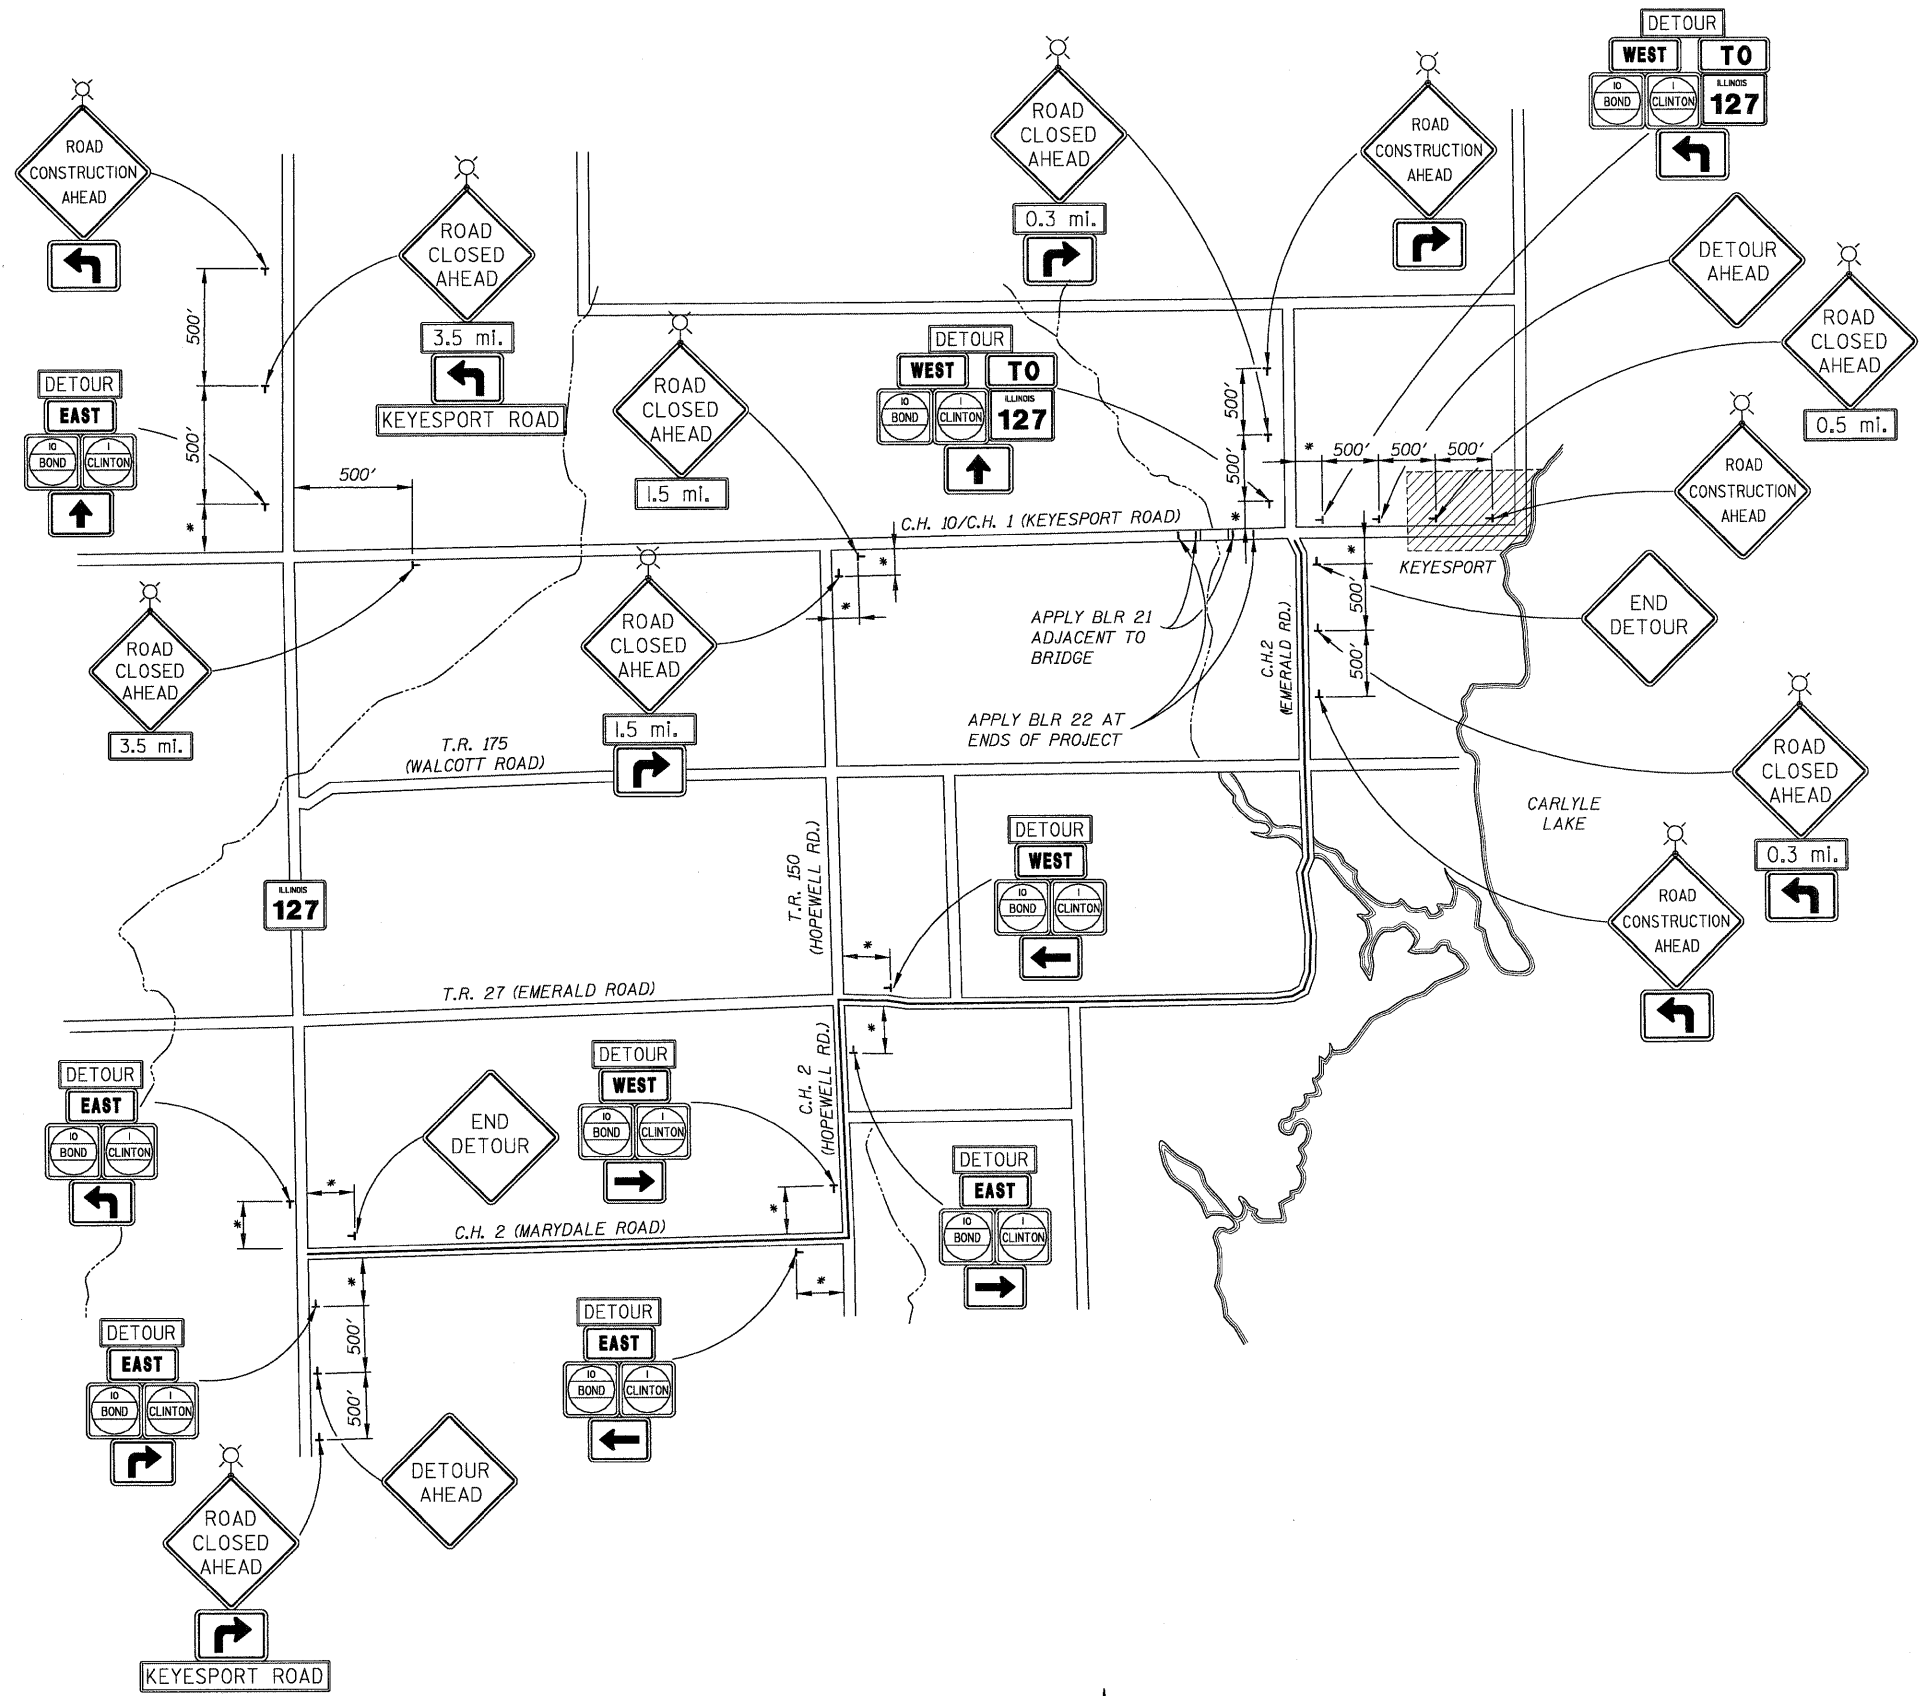 DETOUR
WEST TO
10
BOND
1
CLINTON
ILLINOIS
127
ROAD
CLOSED
AHEAD
0.3 mi.
ROAD
CONSTRUCTION
AHEAD
ROAD
CONSTRUCTION
AHEAD
ROAD
CLOSED
AHEAD
3.5 mi.
KEYESPORT ROAD
DETOUR
AHEAD
ROAD
CLOSED
AHEAD
0.5 mi.
500'
500'
DETOUR
EAST
10
BOND
1
CLINTON
*
500'
ROAD
CLOSED
AHEAD
1.5 mi.
DETOUR
WEST TO
10
BOND
1
CLINTON
ILLINOIS
127
500'
500'
*
* 500' 500' 500'
ROAD
CONSTRUCTION
AHEAD
C.H. 10/C.H. 1 (KEYESPORT ROAD)
KEYESPORT
*
*
*
500'
500'
END
DETOUR
ROAD
CLOSED
AHEAD
3.5 mi.
ROAD
CLOSED
AHEAD
1.5 mi.
APPLY BLR 21
ADJACENT TO
BRIDGE
APPLY BLR 22 AT
ENDS OF PROJECT
C.H.2
(EMERALD RD.)
T.R. 175
(WALCOTT ROAD)
ROAD
CLOSED
AHEAD
0.3 mi.
CARLYLE
LAKE
ILLINOIS
127
T.R. 150
(HOPEWELL RD.)
DETOUR
WEST
10
BOND
1
CLINTON
ROAD
CONSTRUCTION
AHEAD
*
T.R. 27 (EMERALD ROAD)
*
DETOUR
EAST
10
BOND
1
CLINTON
END
DETOUR
DETOUR
WEST
10
BOND
1
CLINTON
C.H. 2
(HOPEWELL RD.)
DETOUR
EAST
10
BOND
1
CLINTON
*
*
*
C.H. 2 (MARYDALE ROAD)
*
*
500'
500'
DETOUR
EAST
10
BOND
1
CLINTON
DETOUR
EAST
10
BOND
1
CLINTON
DETOUR
AHEAD
ROAD
CLOSED
AHEAD
KEYESPORT ROAD